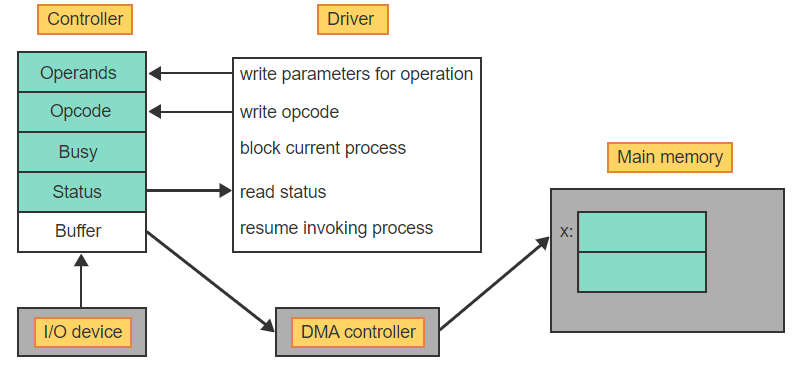 Controller
Driver
Operands
write parameters for operation
Opcode
write opcode
Busy
block current process
Main memory
Status
read status
Buffer
resume invoking process
x:
I/O device
DMA controller